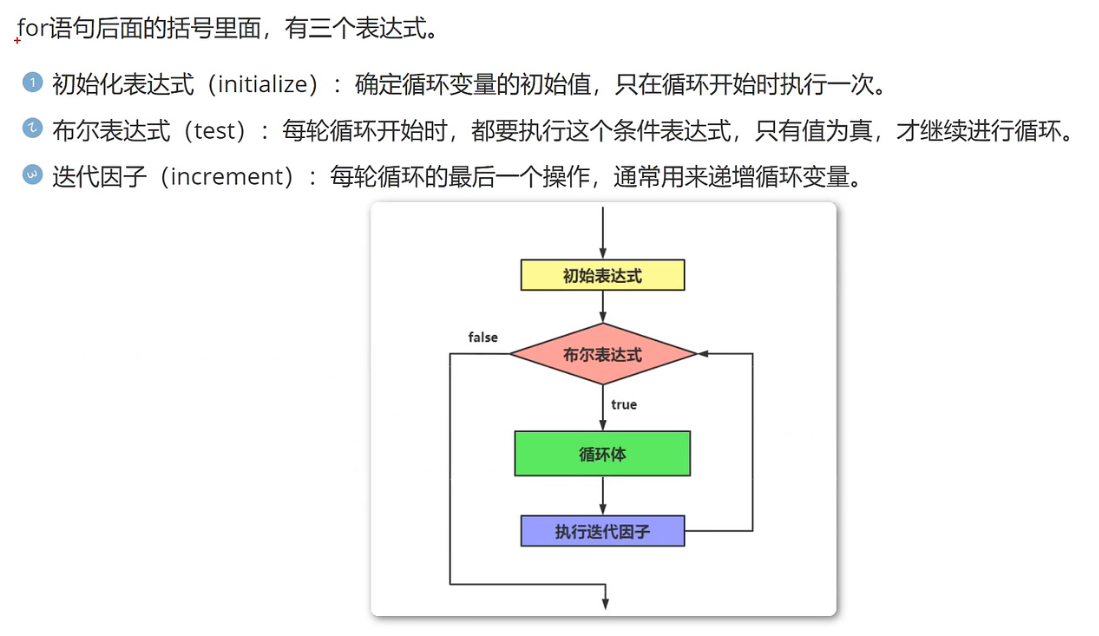 for语句后面的括号里面，有三个表达式。
1 初始化表达式（initialize）：确定循环变量的初始值，只在循环开始时执行一次。
2 布尔表达式（test）：每轮循环开始时，都要执行这个条件表达式，只有值为真，才继续进行循环。
3 迭代因子（increment）：每轮循环的最后一个操作，通常用来递增循环变量。
初始表达式
false
布尔表达式
true
循环体
执行迭代因子